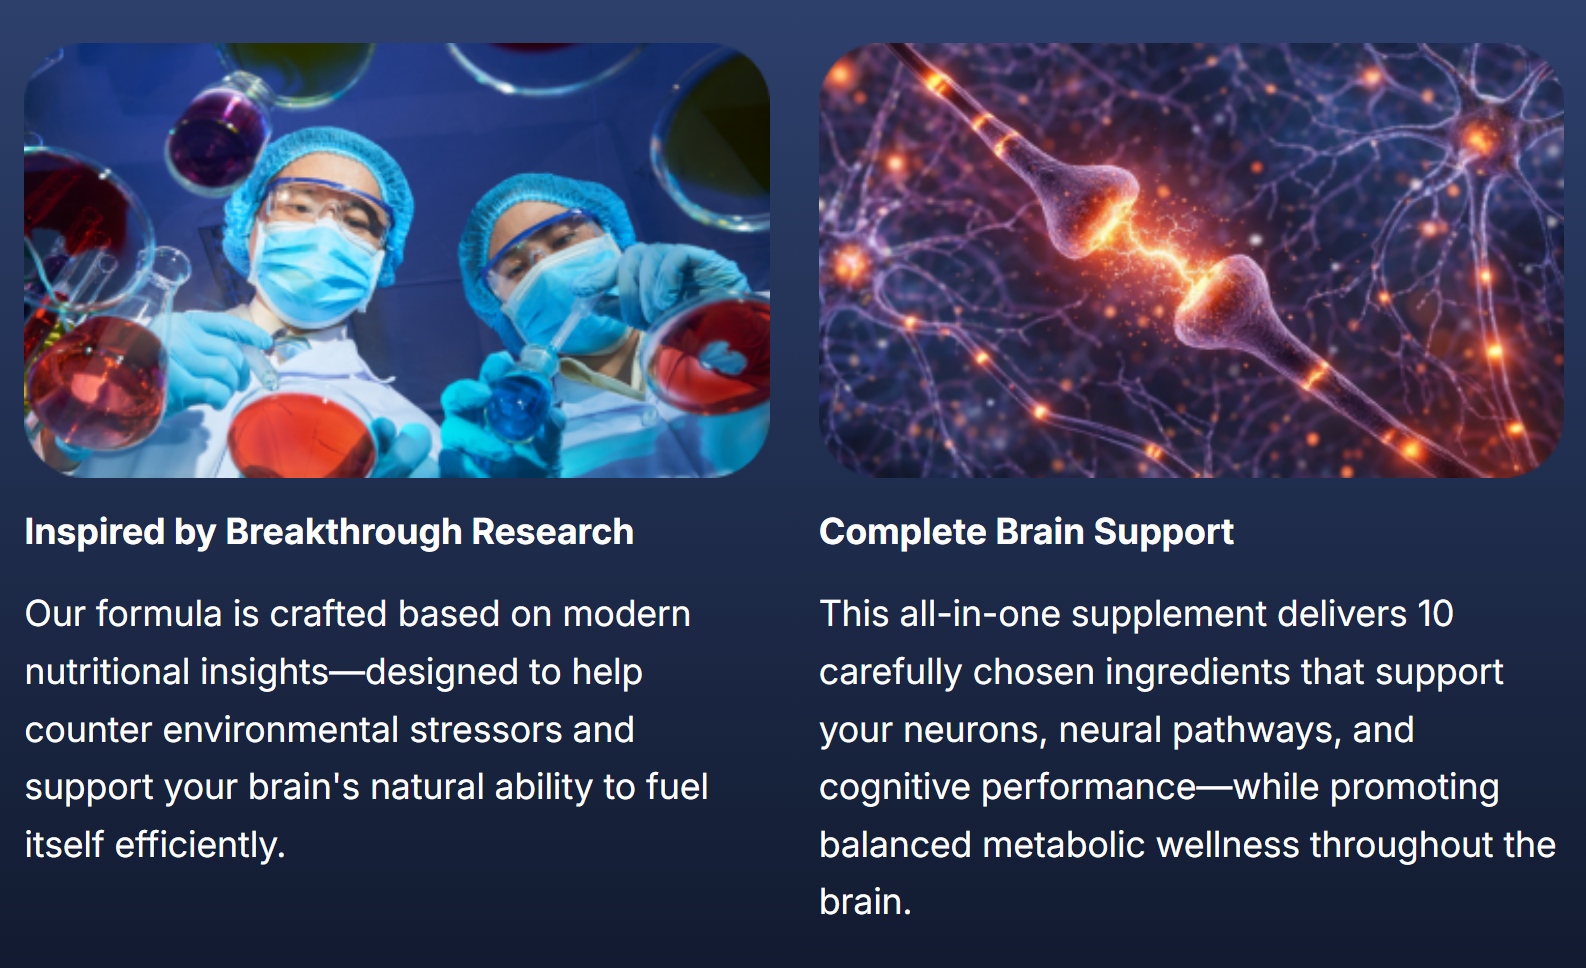 Inspired by Breakthrough Research
Our formula is crafted based on modern
nutritional insights—designed to help
counter environmental stressors and
support your brain's natural ability to fuel
itself efficiently.
Complete Brain Support
This all-in-one supplement delivers 10
carefully chosen ingredients that support
your neurons, neural pathways, and
cognitive performance—while promoting
balanced metabolic wellness throughout the
brain.